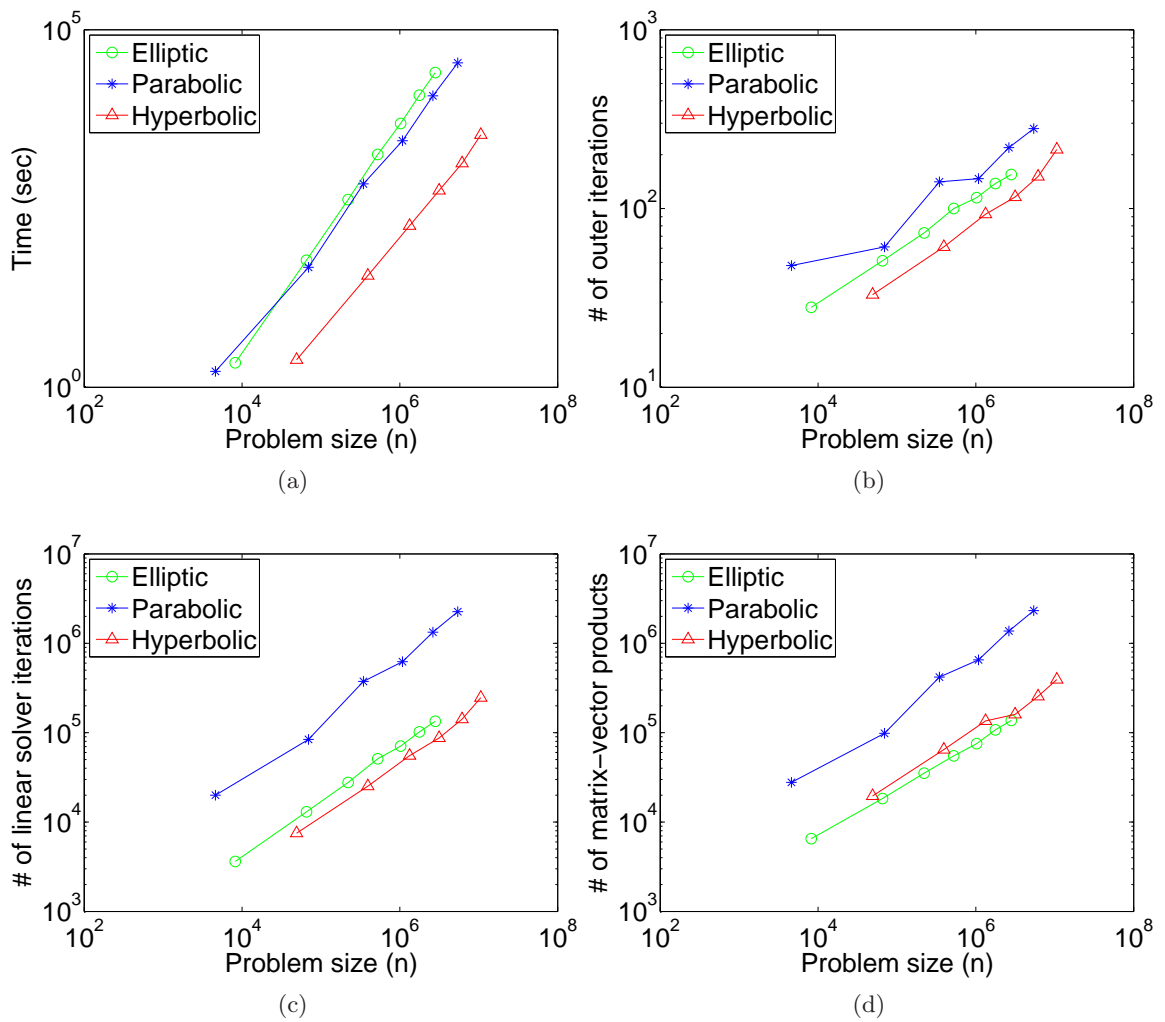 10^5
Elliptic
Parabolic
Hyperbolic
Time (sec)
10^0
10^2
10^4
10^6
10^8
Problem size (n)
(a)
10^3
Elliptic
Parabolic
Hyperbolic
# of outer iterations
10^2
10^1
10^2
10^4
10^6
10^8
Problem size (n)
(b)
10^7
Elliptic
Parabolic
Hyperbolic
# of linear solver iterations
10^6
10^5
10^4
10^3
10^2
10^4
10^6
10^8
Problem size (n)
(c)
10^7
Elliptic
Parabolic
Hyperbolic
# of matrix−vector products
10^6
10^5
10^4
10^3
10^2
10^4
10^6
10^8
Problem size (n)
(d)